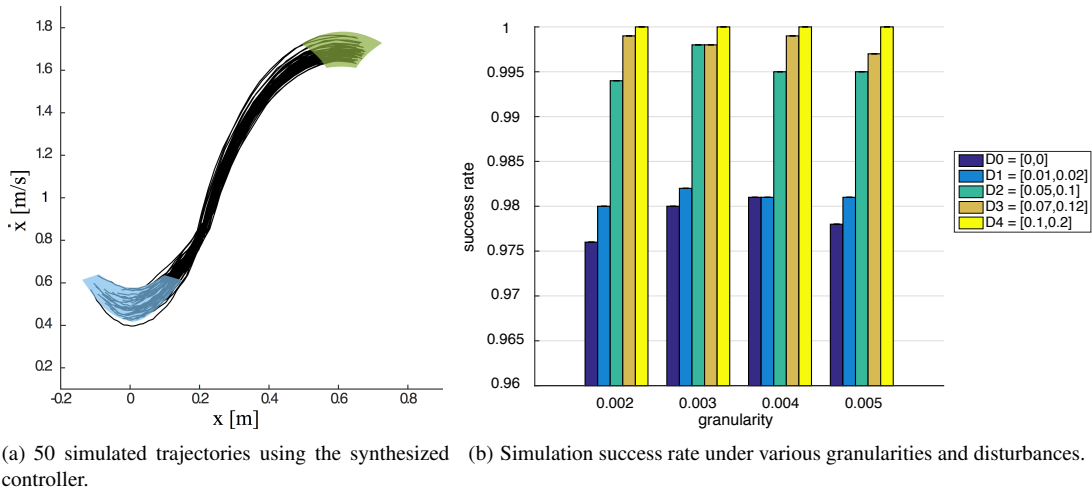 1.8
1.6
1.4
1.2
1
0.8
0.6
0.4
0.2
ẋ [m/s]
-0.2 0 0.2 0.4 0.6 0.8
x [m]
1
0.995
0.99
0.985
0.98
0.975
0.97
0.965
0.96
success rate
0.002 0.003 0.004 0.005
granularity
D0 = [0,0]
D1 = [0.01,0.02]
D2 = [0.05,0.1]
D3 = [0.07,0.12]
D4 = [0.1,0.2]
(a) 50 simulated trajectories using the synthesized
controller.
(b) Simulation success rate under various granularities and disturbances.